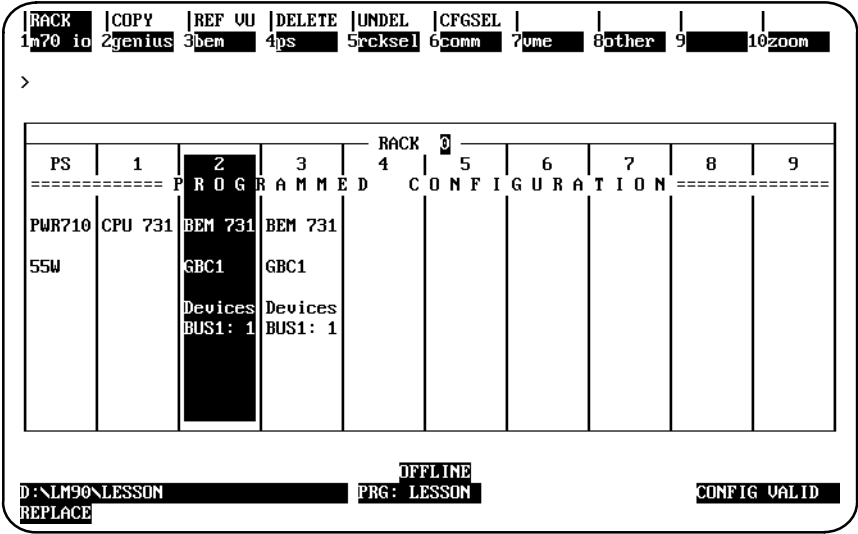 RACK |COPY |REF VU |DELETE |UNDEL |CFGSEL | | | |
1m70 io 2genius 3bem 4ps 5rcksel 6comm 7vme 8other 9 10zoom
>
RACK 0
PS 1 2 3 4 5 6 7 8 9
============= P R O G R A M M E D C O N F I G U R A T I O N ===============
PWR710 CPU 731 BEM 731 BEM 731
55W GBC1 GBC1
Devices Devices
BUS1: 1 BUS1: 1
OFFLINE
D:\LM90\LESSON PRG: LESSON CONFIG VALID
REPLACE